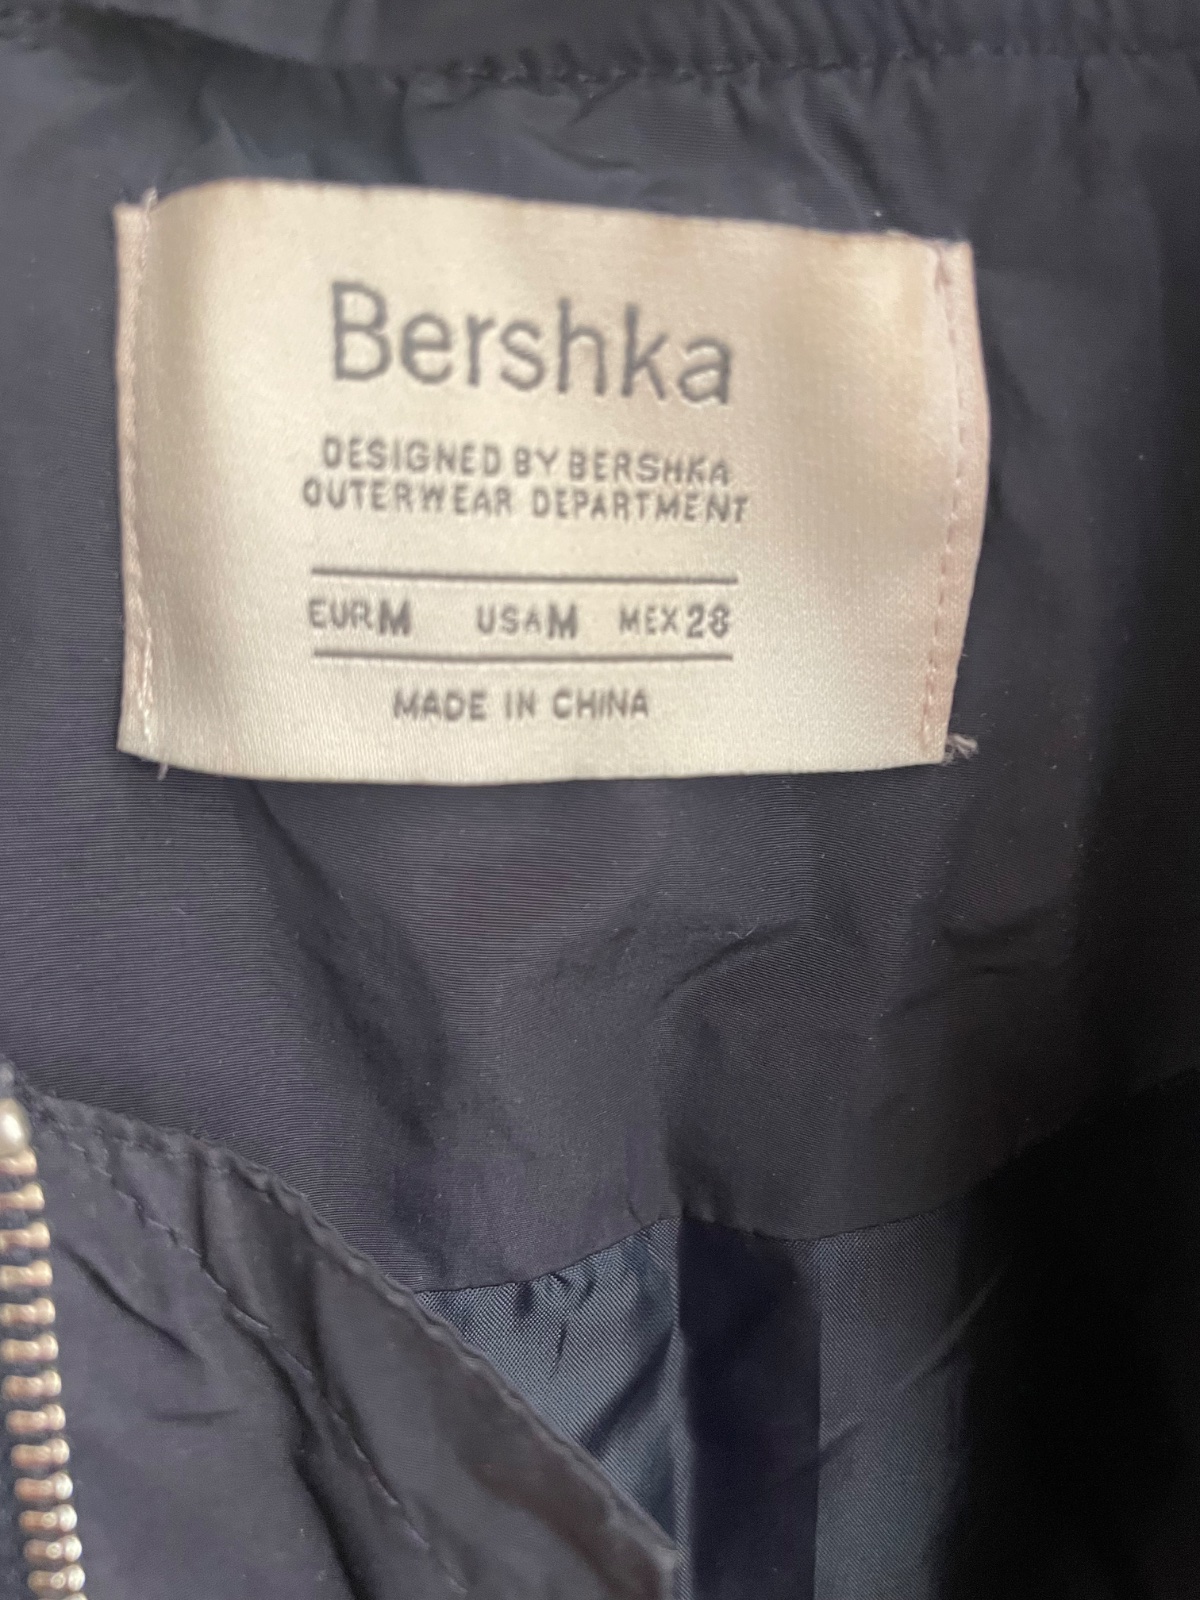 Bershka
DESIGNED BY BERSHKA
OUTERWEAR DEPARTMENT
EUR M USA M MEX 28
MADE IN CHINA